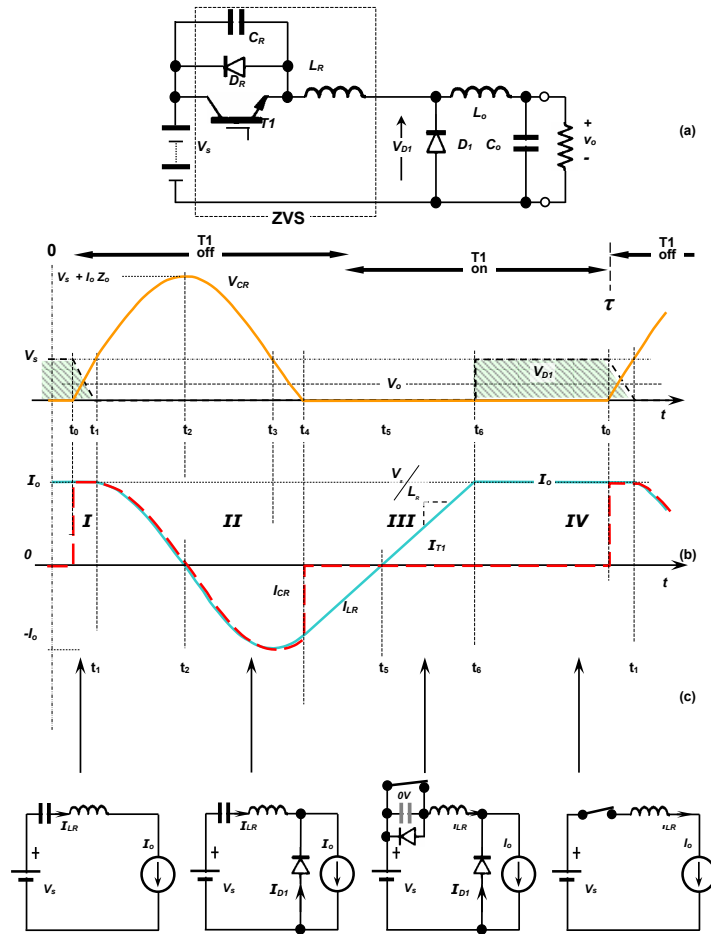 C_R
D_R
L_R
T1
V_s
V_D1
D_1
L_o
C_o
+
v_o
-
(a)
ZVS
0
T1
off
T1
on
T1
off
τ
V_s + I_o Z_o
V_CR
V_s
V_o
V_D1
t_0 t_1 t_2 t_3 t_4 t_5 t_6 t_0 t_1 t
I_o
V_s / L_R
I_o
I II III IV
I_T1
0
(b)
I_CR
I_LR
t
-I_o
t_1 t_2 t_5 t_6 t_1
(c)
I_LR
I_o
+
V_s
I_LR
I_o
+
V_s
I_D1
0V
I_LR
I_o
+
V_s
I_D1
I_LR
I_o
+
V_s